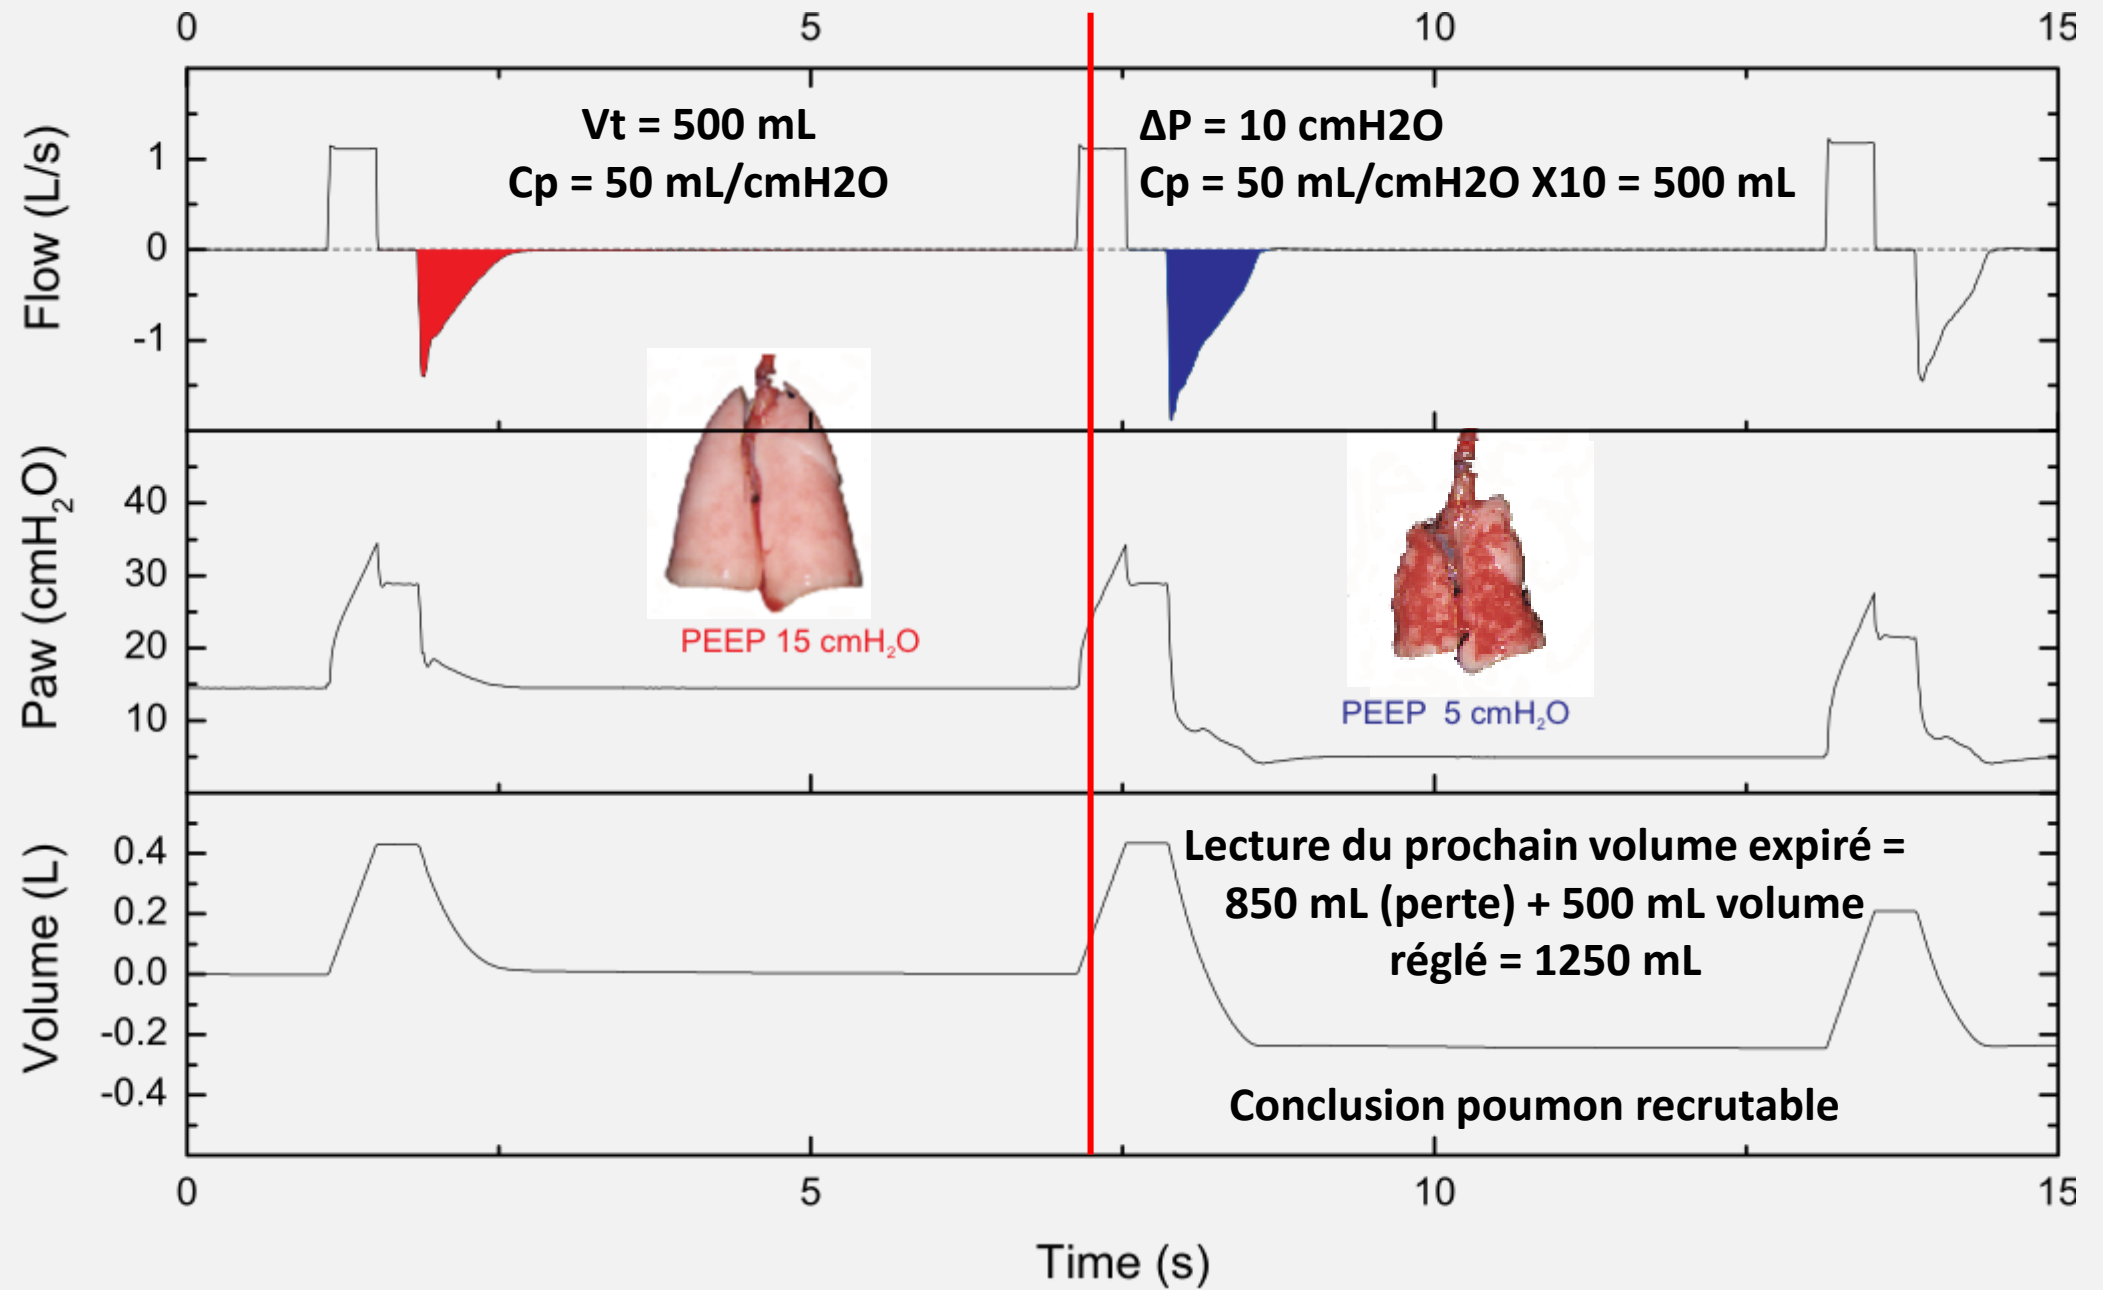 0 5 10 15
Flow (L/s)
1
0
-1
Vt = 500 mL
Cp = 50 mL/cmH2O
ΔP = 10 cmH2O
Cp = 50 mL/cmH2O X10 = 500 mL
Paw (cmH₂O)
40
30
20
10
PEEP 15 cmH₂O
PEEP 5 cmH₂O
Volume (L)
0.4
0.2
0.0
-0.2
-0.4
Lecture du prochain volume expiré =
850 mL (perte) + 500 mL volume
réglé = 1250 mL
Conclusion poumon recrutable
0 5 10 15
Time (s)